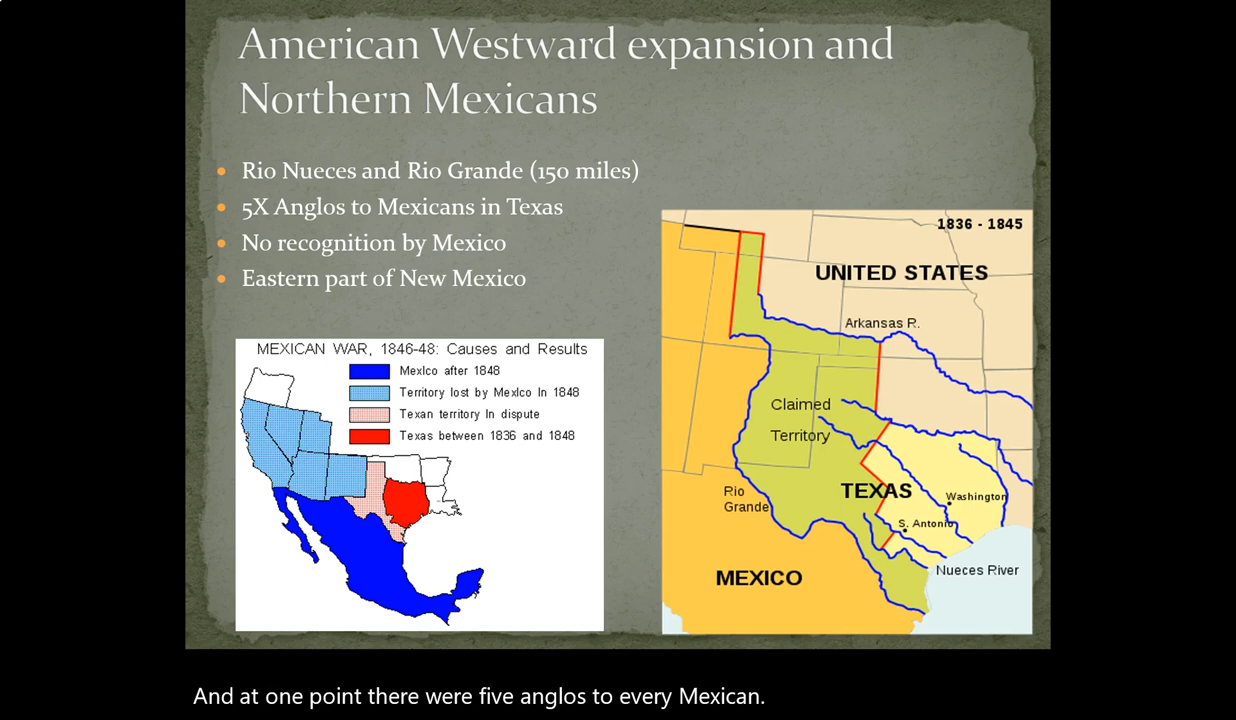 American Westward expansion and
Northern Mexicans
Rio Nueces and Rio Grande (150 miles)
5X Anglos to Mexicans in Texas
No recognition by Mexico
Eastern part of New Mexico
MEXICAN WAR, 1846-48: Causes and Results
Mexico after 1848
Territory lost by Mexico In 1848
Texan territory In dispute
Texas between 1836 and 1848
1836 - 1845
UNITED STATES
Arkansas R.
Claimed
Territory
Rio
Grande
TEXAS
Washington
S. Antonio
Nueces River
MEXICO
And at one point there were five anglos to every Mexican.